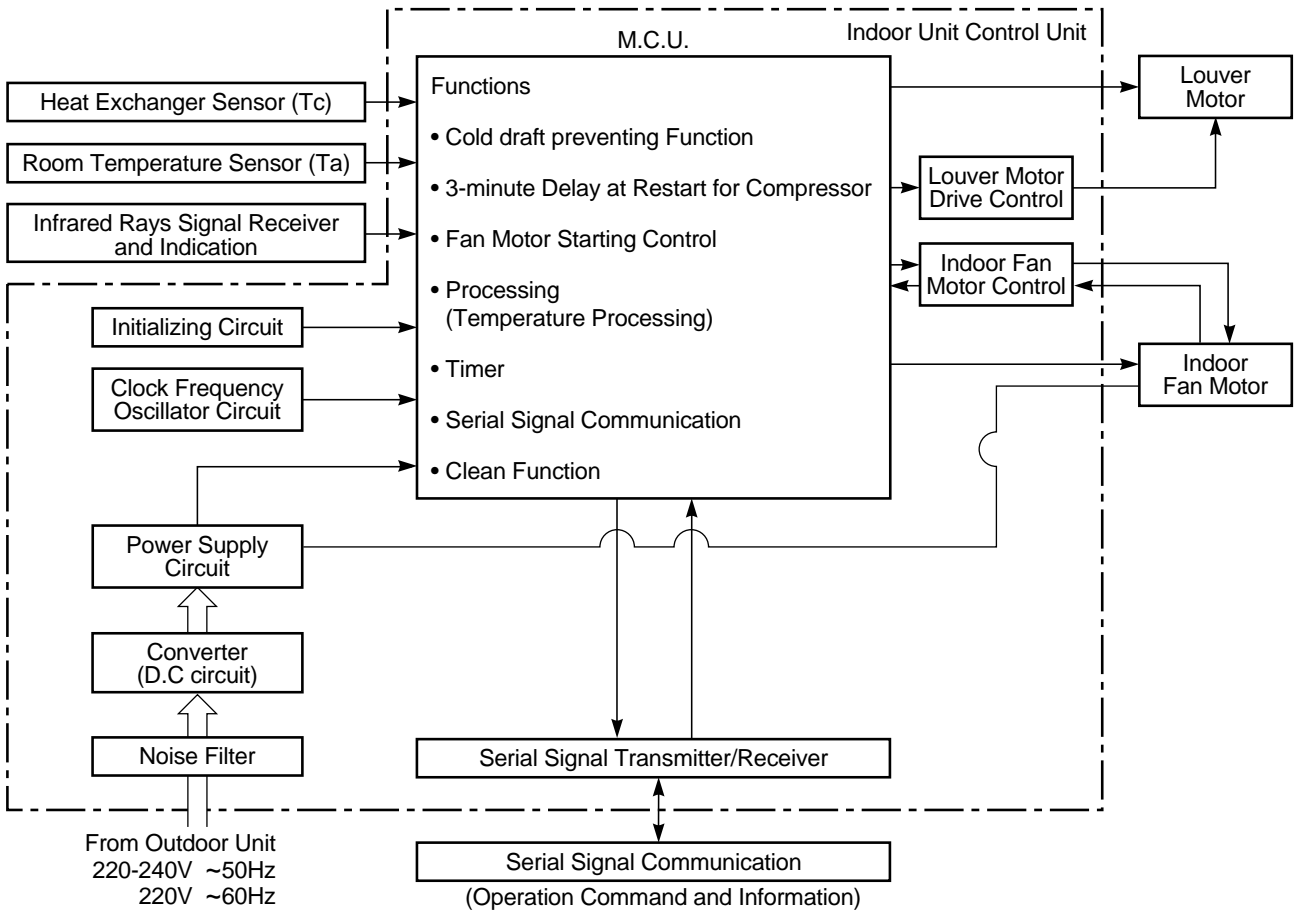 Indoor Unit Control Unit
M.C.U.
Heat Exchanger Sensor (Tc)
Room Temperature Sensor (Ta)
Infrared Rays Signal Receiver
and Indication
Initializing Circuit
Clock Frequency
Oscillator Circuit
Power Supply
Circuit
Converter
(D.C circuit)
Noise Filter
From Outdoor Unit
220-240V ~50Hz
220V ~60Hz
Functions
• Cold draft preventing Function
• 3-minute Delay at Restart for Compressor
• Fan Motor Starting Control
• Processing
(Temperature Processing)
• Timer
• Serial Signal Communication
• Clean Function
Louver
Motor
Louver Motor
Drive Control
Indoor Fan
Motor Control
Indoor
Fan Motor
Serial Signal Transmitter/Receiver
Serial Signal Communication
(Operation Command and Information)